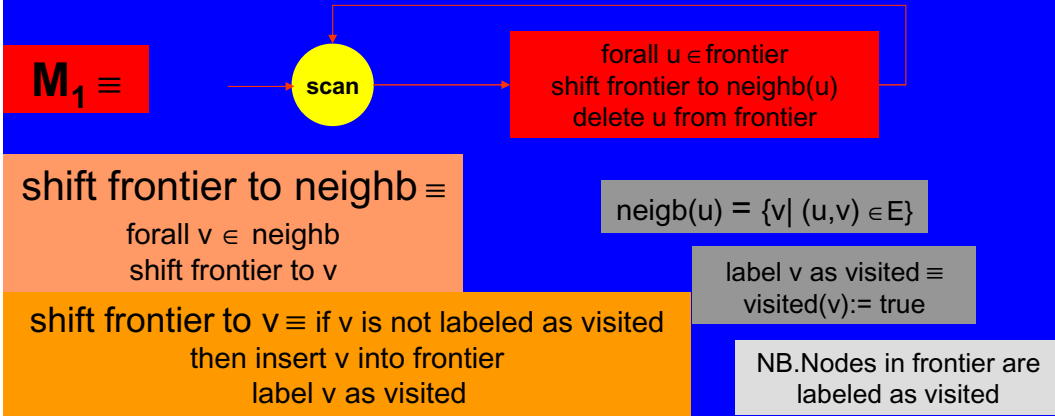 M1 ≡
scan
forall u ∈ frontier
shift frontier to neighb(u)
delete u from frontier
shift frontier to neighb ≡
forall v ∈ neighb
shift frontier to v
neigb(u) = {v| (u,v) ∈ E}
label v as visited ≡
visited(v):= true
shift frontier to v ≡ if v is not labeled as visited
then insert v into frontier
label v as visited
NB.Nodes in frontier are
labeled as visited